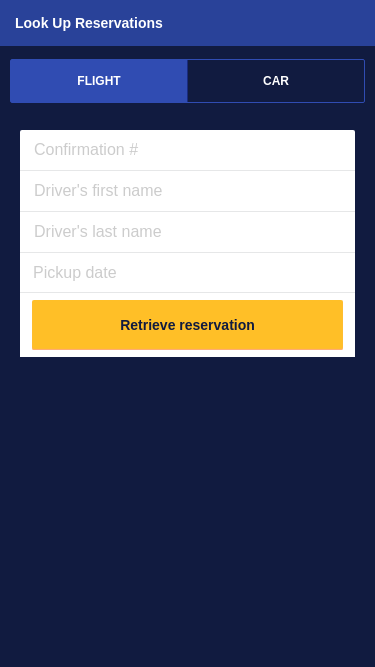 Look Up Reservations
FLIGHT
CAR
Confirmation #
Driver's first name
Driver's last name
Pickup date
Retrieve reservation